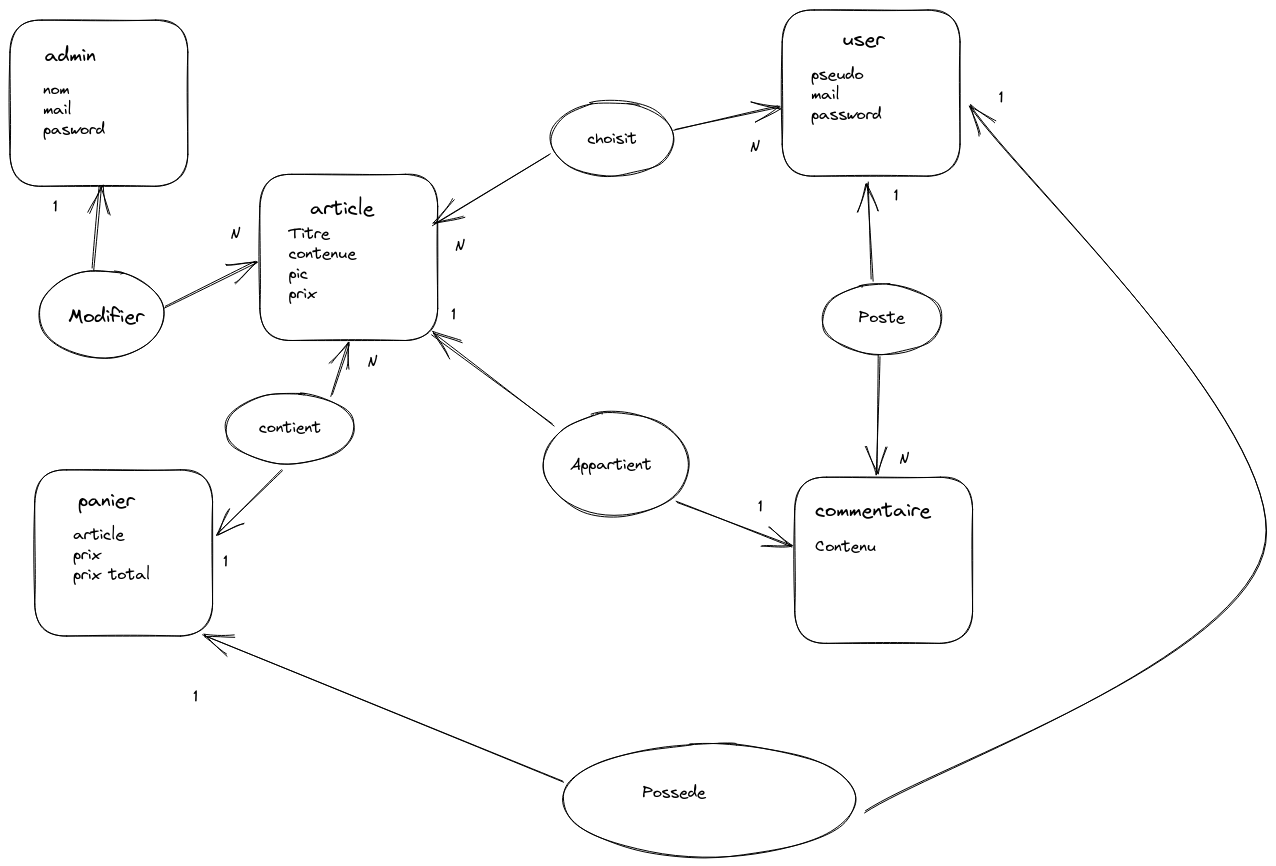 admin
nom
mail
pasword
1
user
pseudo
mail
password
1
choisit
N
N
article
Titre
contenue
pic
prix
N
1
Modifier
1
Poste
N
contient
N
Appartient
1
panier
article
prix
prix total
1
commentaire
Contenu
1
Possede
1